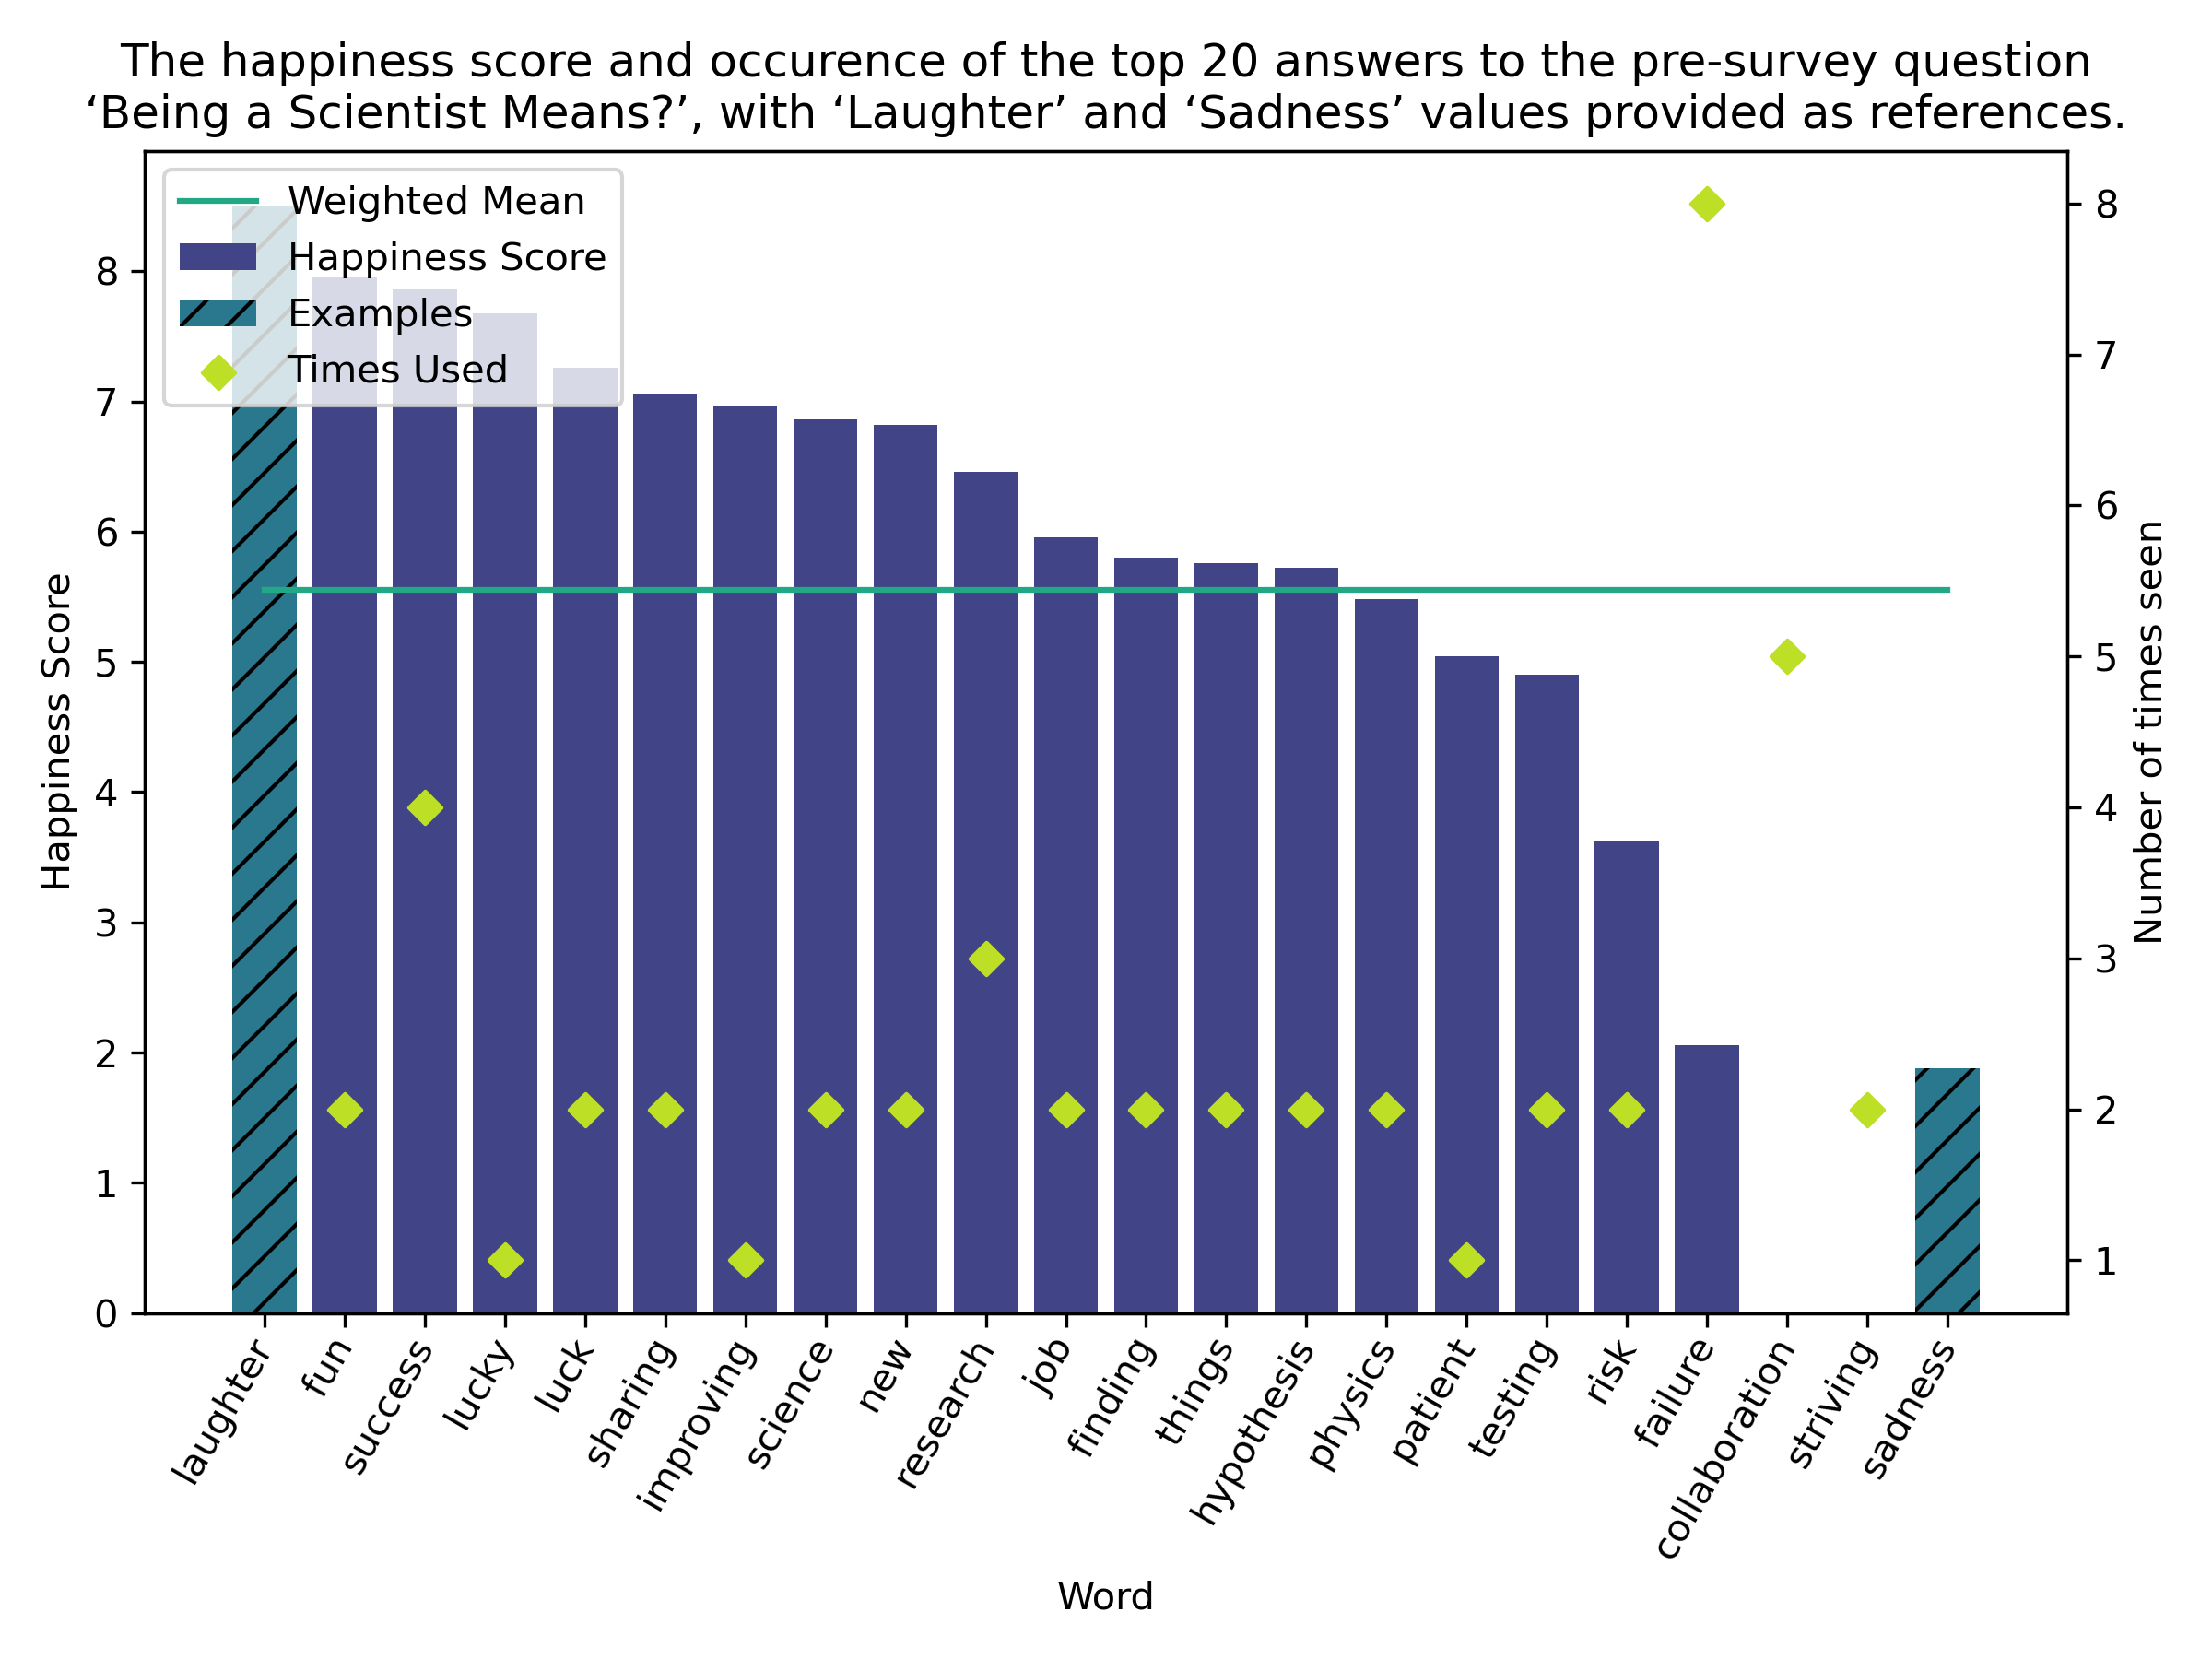 The happiness score and occurence of the top 20 answers to the pre-survey question
‘Being a Scientist Means?’, with ‘Laughter’ and ‘Sadness’ values provided as references.
Weighted Mean
Happiness Score
Examples
Times Used
Happiness Score
8
7
6
5
4
3
2
1
0
8
7
6
5
4
3
2
1
Number of times seen
laughter
fun
success
lucky
luck
sharing
improving
science
new
research
job
finding
things
hypothesis
physics
patient
testing
risk
failure
collaboration
striving
sadness
Word